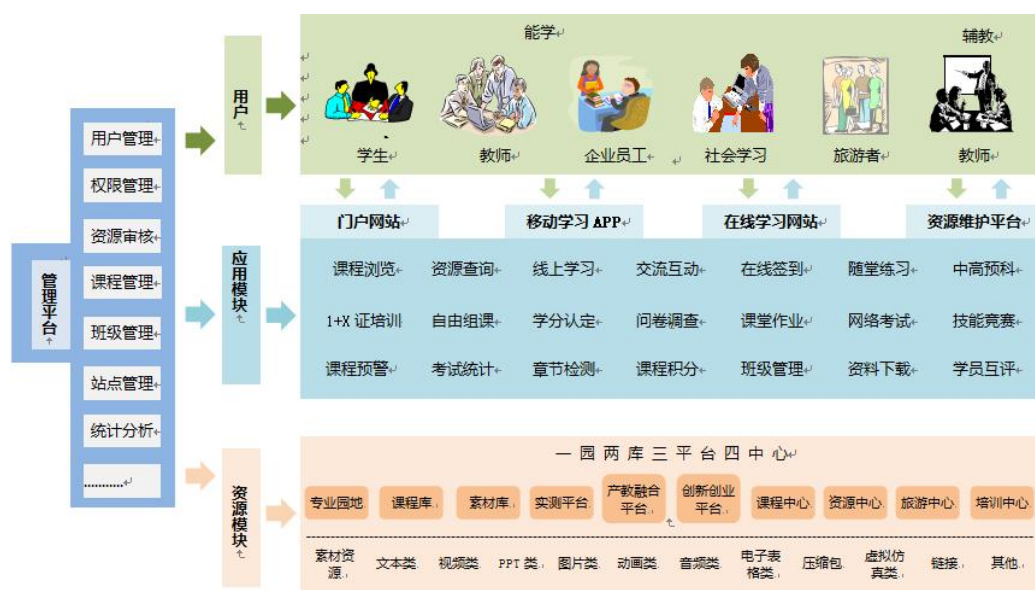 能学
辅教
用户
学生
教师
企业员工
社会学习
旅游者
教师
管理平台
用户管理
权限管理
资源审核
课程管理
班级管理
站点管理
统计分析
...........
门户网站
移动学习 APP
在线学习网站
资源维护平台
应用模块
课程浏览
资源查询
线上学习
交流互动
在线签到
随堂练习
中高预科
1+X 证培训
自由组课
学分认定
问卷调查
课堂作业
网络考试
技能竞赛
课程预警
考试统计
章节检测
课程积分
班级管理
资料下载
学员互评
资源模块
一 园 两 库 三 平 台 四 中 心
专业园地
课程库
素材库
实测平台
产教融合
平台
创新创业
平台
课程中心
资源中心
旅游中心
培训中心
素材资
源
文本类
视频类
PPT 类
图片类
动画类
音频类
电子表
格类
压缩包
虚拟仿
真类
链接
其他